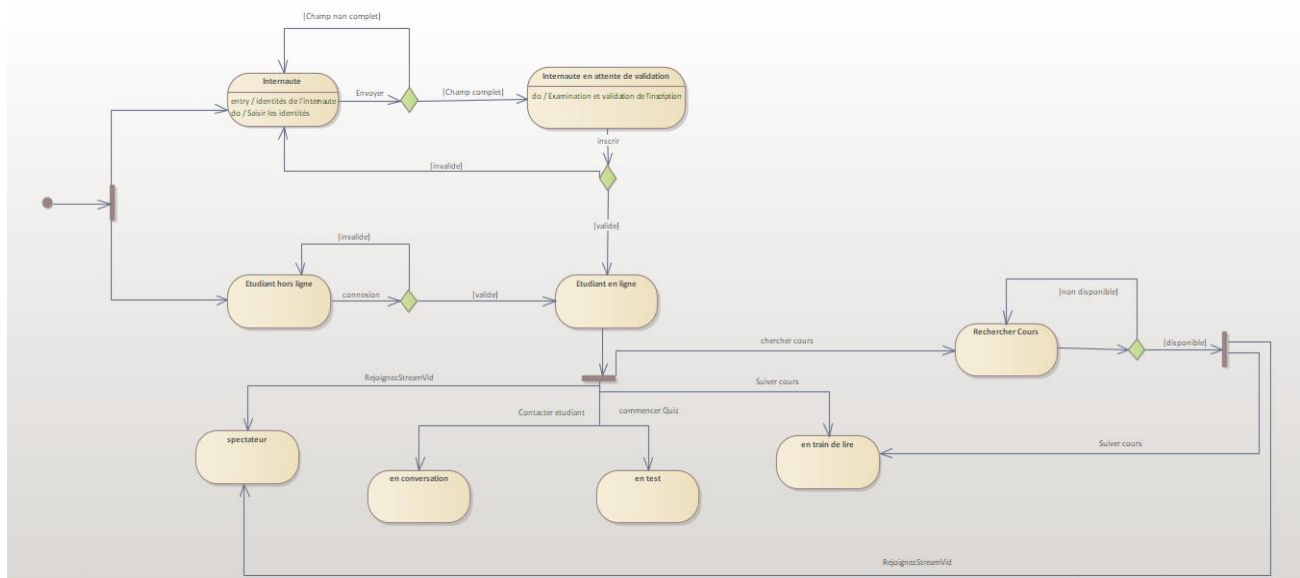 [Champ non complet]
Internaute
entry / identités de l'internaute
do / Saisir les identités
Envoyer
[Champ complet]
Internaute en attente de validation
do / Examination et validation de l'inscription
inscrir
[invalide]
[valide]
[invalide]
Etudiant hors ligne
connexion
[valide]
Etudiant en ligne
[non disponible]
Rechercher Cours
[disponible]
chercher cours
RejoignezStreamVid
Suiver cours
Contacter etudiant
commencer Quiz
spectateur
en conversation
en test
en train de lire
Suiver cours
RejoignezStreamVid